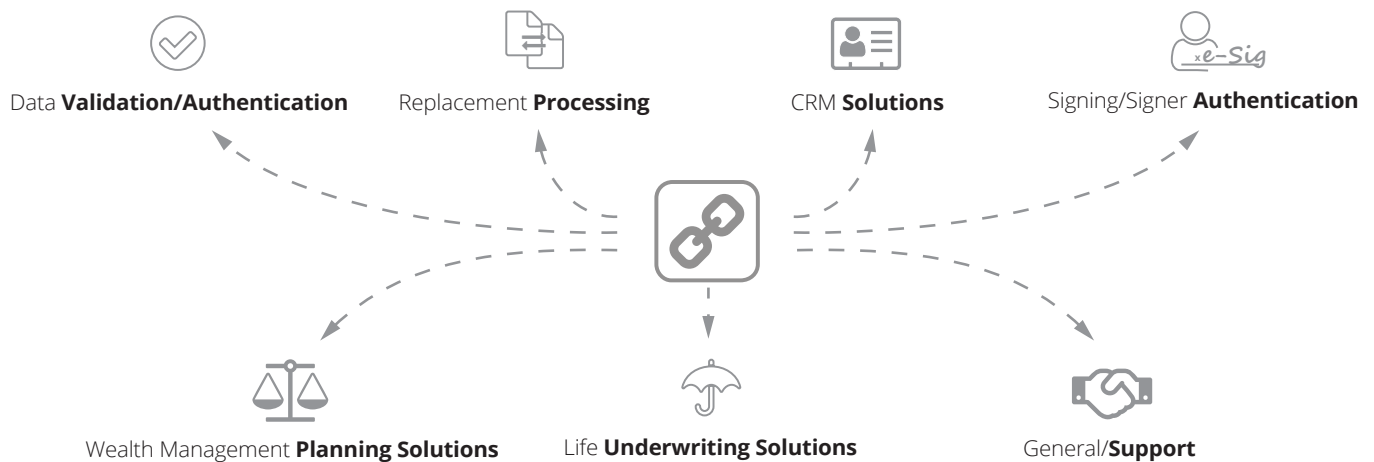 x e-Sig
Data Validation/Authentication
Replacement Processing
CRM Solutions
Signing/Signer Authentication
Wealth Management Planning Solutions
Life Underwriting Solutions
General/Support